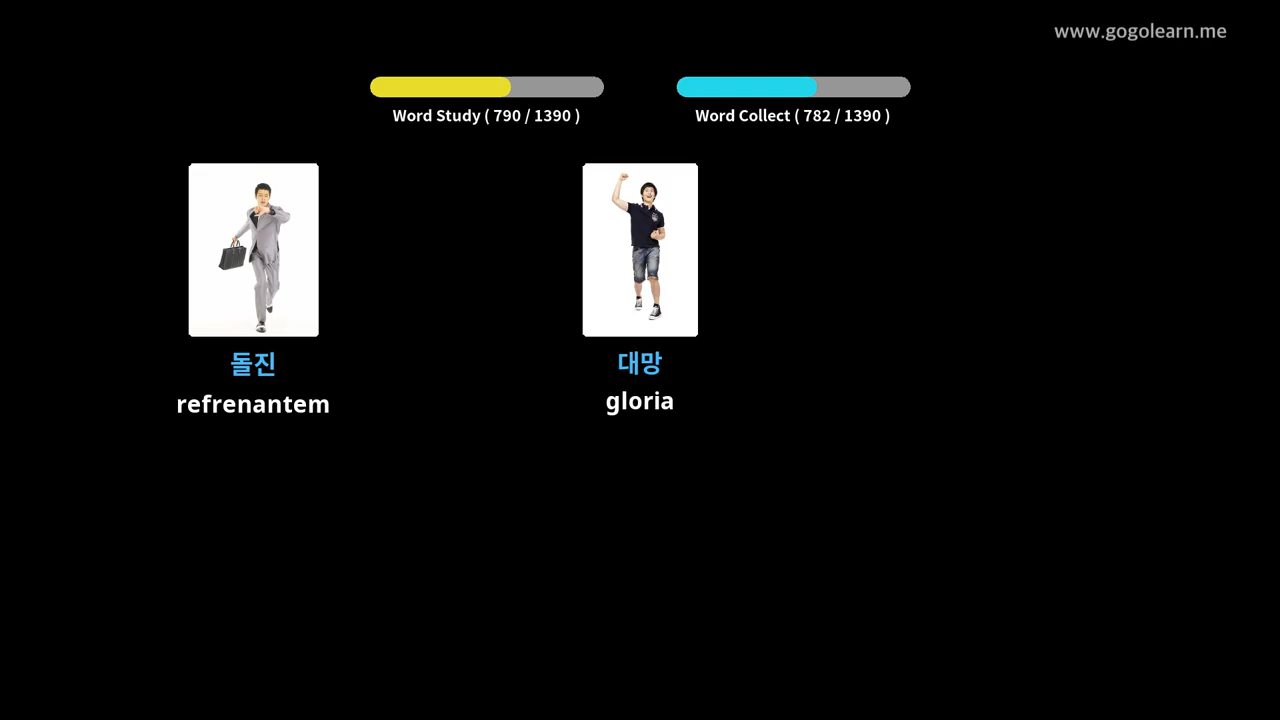 www.gogolearn.me
Word Study ( 790 / 1390 )
Word Collect ( 782 / 1390 )
돌진
refrenantem
대망
gloria